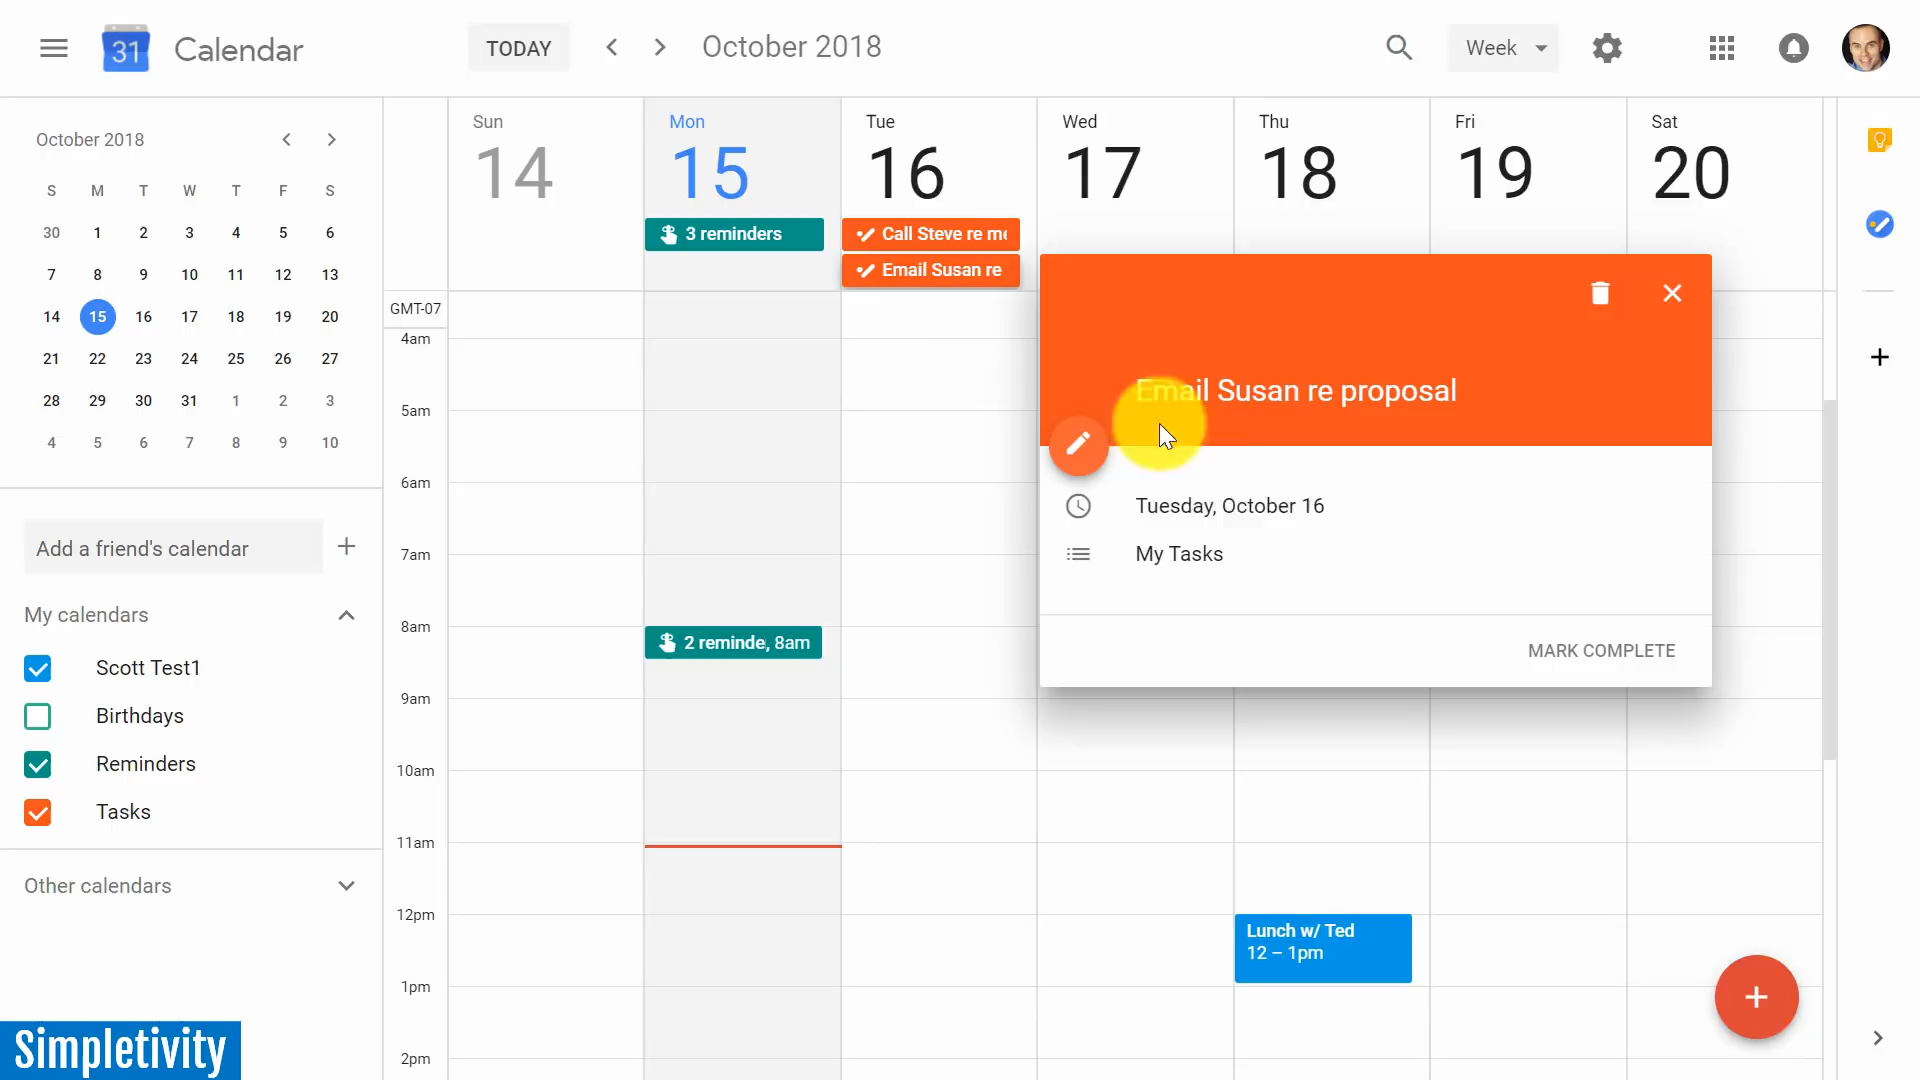 31 Calendar
TODAY
October 2018
Week
October 2018
S M T W T F S
30 1 2 3 4 5 6
7 8 9 10 11 12 13
14 15 16 17 18 19 20
21 22 23 24 25 26 27
28 29 30 31 1 2 3
4 5 6 7 8 9 10
Add a friend's calendar
My calendars
Scott Test1
Birthdays
Reminders
Tasks
Other calendars
Simpletivity
Sun Mon Tue Wed Thu Fri Sat
14 15 16 17 18 19 20
3 reminders
Call Steve re me
Email Susan re
GMT-07
4am
5am
6am
7am
8am
9am
10am
11am
12pm
1pm
2pm
2 reminde, 8am
Email Susan re proposal
Tuesday, October 16
My Tasks
MARK COMPLETE
Lunch w/ Ted
12 – 1pm